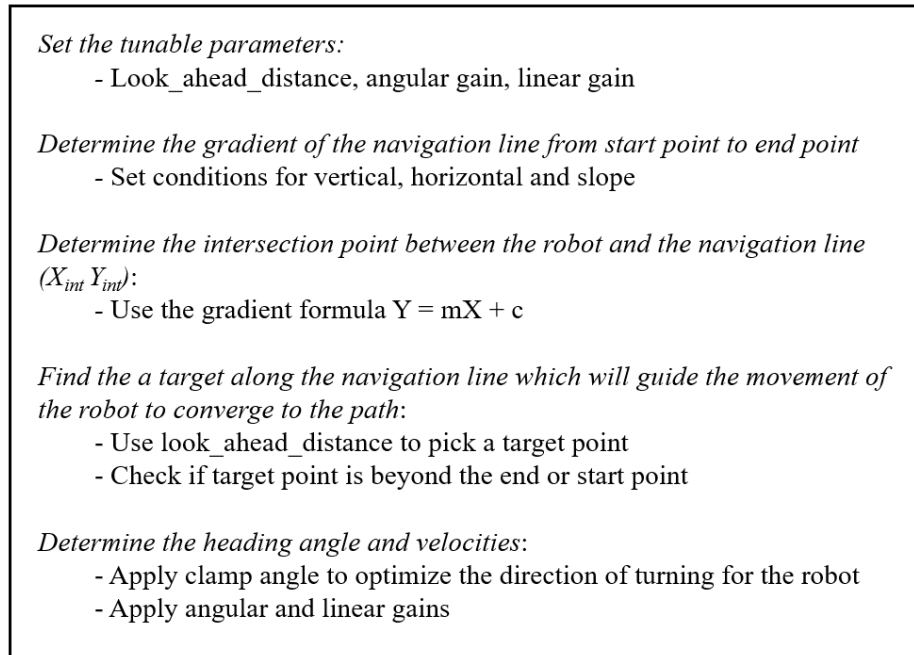 Set the tunable parameters:
- Look_ahead_distance, angular gain, linear gain
Determine the gradient of the navigation line from start point to end point
- Set conditions for vertical, horizontal and slope
Determine the intersection point between the robot and the navigation line
(X_int Y_int):
- Use the gradient formula Y = mX + c
Find the a target along the navigation line which will guide the movement of
the robot to converge to the path:
- Use look_ahead_distance to pick a target point
- Check if target point is beyond the end or start point
Determine the heading angle and velocities:
- Apply clamp angle to optimize the direction of turning for the robot
- Apply angular and linear gains